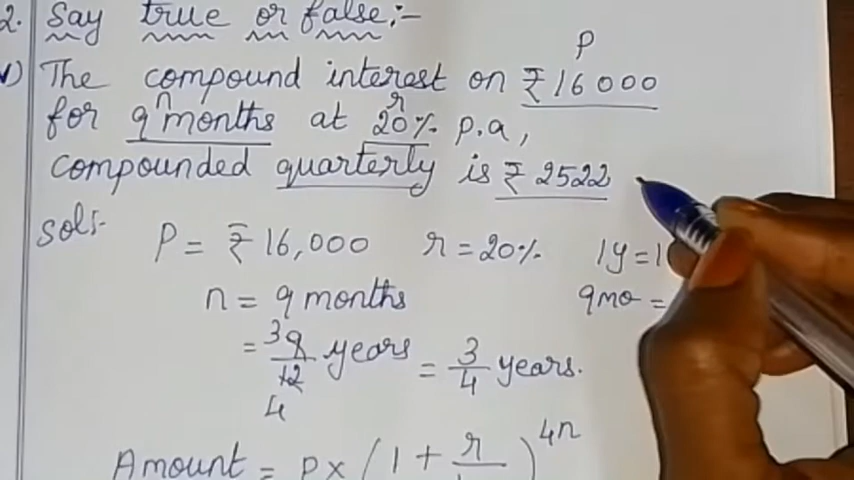 2. Say true or false:-
P
v) The compound interest on ₹16000
n r
for 9 months at 20% p.a,
compounded quarterly is ₹ 2522
Sol:- P = ₹ 16,000 r = 20% 1y = 1
n = 9 months 9mo =
= 3 9/12 4 years = 3/4 years.
Amount = P× (1 + r/ )^4n